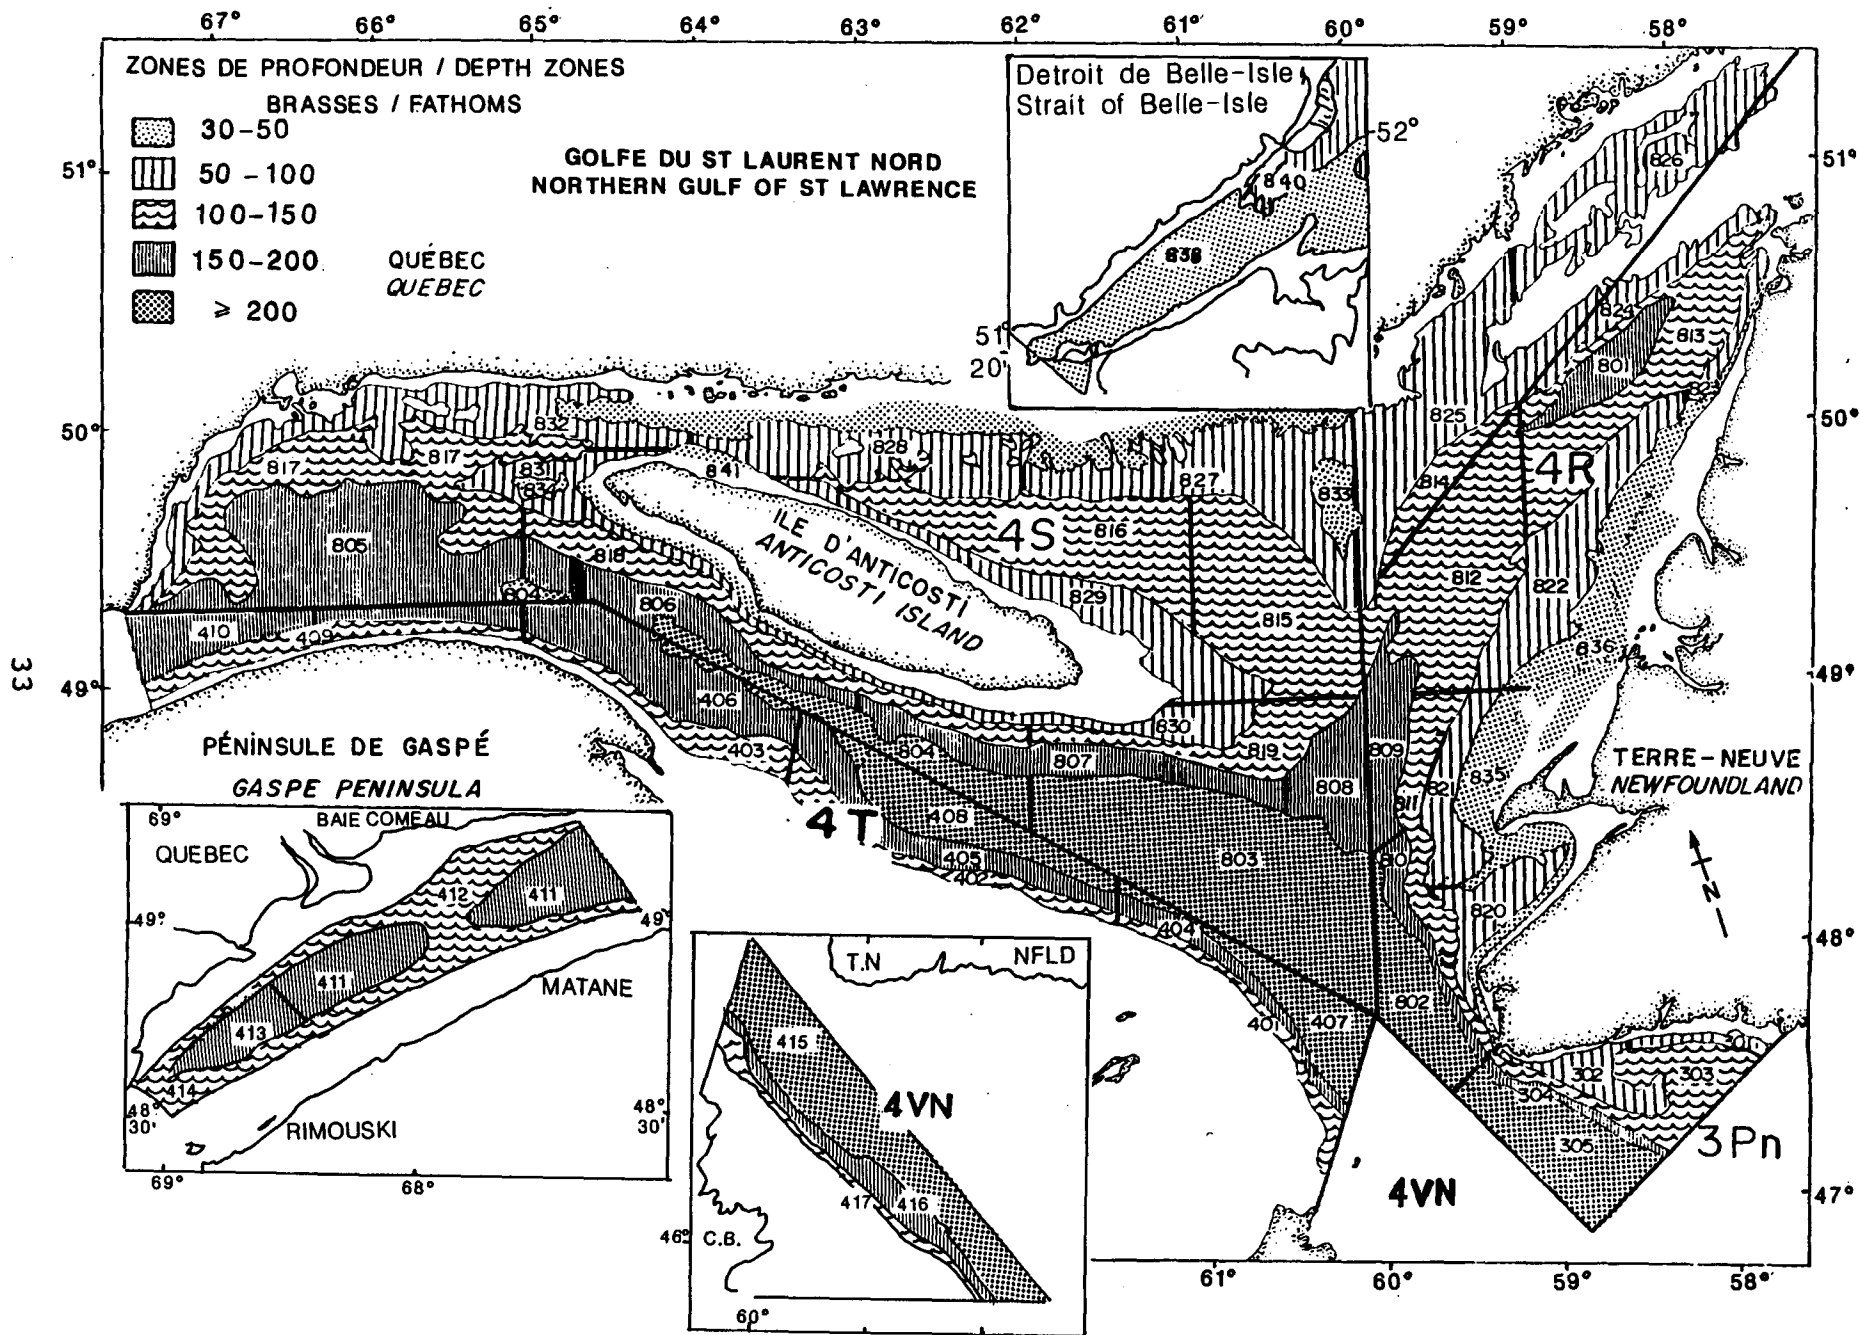 67° 66° 65° 64° 63° 62° 61° 60° 59° 58°
ZONES DE PROFONDEUR / DEPTH ZONES
BRASSES / FATHOMS
30-50
50-100
100-150
150-200
≥ 200
QUÉBEC
QUEBEC
GOLFE DU ST LAURENT NORD
NORTHERN GULF OF ST LAWRENCE
Detroit de Belle-Isle
Strait of Belle-Isle
52°
840
838
51°
20'
51°
50°
49°
51°
50°
49°
48°
47°
826
824
801
813
825
832
828
817
817
831
841
827
833
814
4R
834
4S
816
805
818
ILE D'ANTICOSTI
ANTICOSTI ISLAND
812
822
804
806
829
815
410
409
836
406
830
403
804
807
819
809
808
821
835
811
TERRE-NEUVE
NEWFOUNDLAND
PÉNINSULE DE GASPÉ
GASPE PENINSULA
4T
408
405
402
803
820
404
N
401
407
802
302
303
304
305
3Pn
4VN
69°
BAIE COMEAU
QUEBEC
412
411
49°
49°
411
413
414
MATANE
48°
30'
48°
30'
RIMOUSKI
69°
68°
T.N
NFLD
415
4VN
417
416
46°
C.B.
60°
61° 60° 59° 58°
33